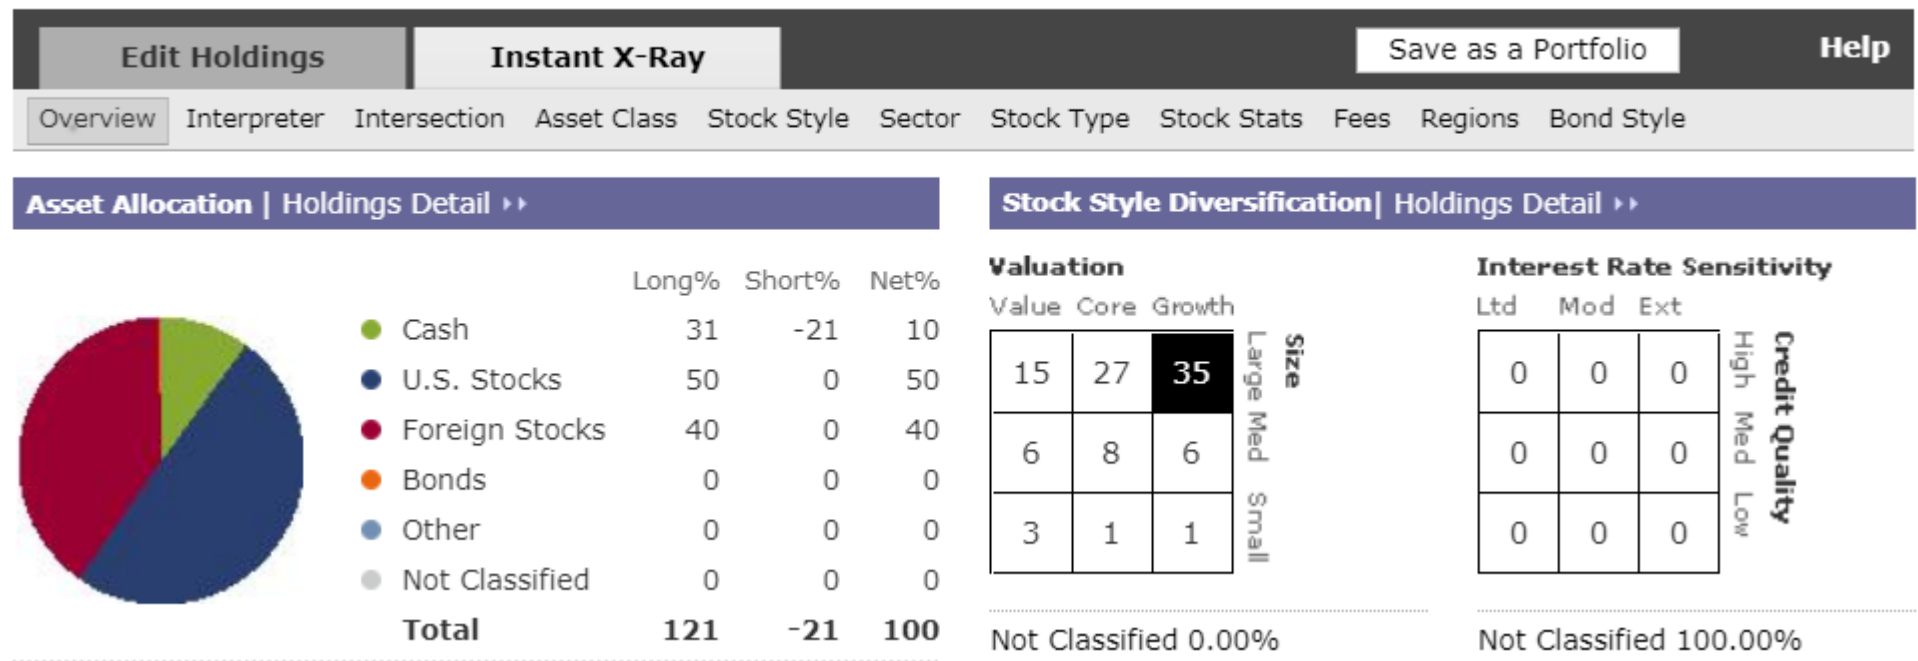 Edit Holdings Instant X-Ray Save as a Portfolio Help
Overview Interpreter Intersection Asset Class Stock Style Sector Stock Type Stock Stats Fees Regions Bond Style
Asset Allocation | Holdings Detail
Long% Short% Net%
Cash 31 -21 10
U.S. Stocks 50 0 50
Foreign Stocks 40 0 40
Bonds 0 0 0
Other 0 0 0
Not Classified 0 0 0
Total 121 -21 100
Stock Style Diversification| Holdings Detail
Valuation
Value Core Growth
15 27 35
6 8 6
3 1 1
Large Med Small
Size
Not Classified 0.00%
Interest Rate Sensitivity
Ltd Mod Ext
0 0 0
0 0 0
0 0 0
High Med Low
Credit Quality
Not Classified 100.00%